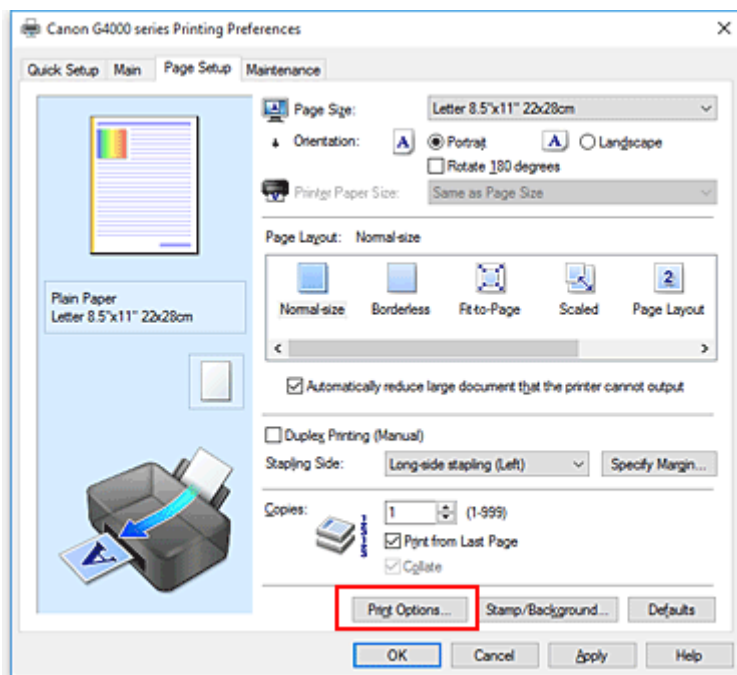 Canon G4000 series Printing Preferences
Quick Setup Main Page Setup Maintenance
Page Size: Letter 8.5"x11" 22x28cm
Orientation: A Portrait A Landscape
Rotate 180 degrees
Printer Paper Size: Same as Page Size
Page Layout: Normal-size
2
Normal-size Borderless Fit-to-Page Scaled Page Layout
Plain Paper
Letter 8.5"x11" 22x28cm
Automatically reduce large document that the printer cannot output
Duplex Printing (Manual)
Stapling Side: Long-side stapling (Left) Specify Margin...
Copies: 1 (1-999)
Print from Last Page
Collate
A
Print Options... Stamp/Background... Defaults
OK Cancel Apply Help